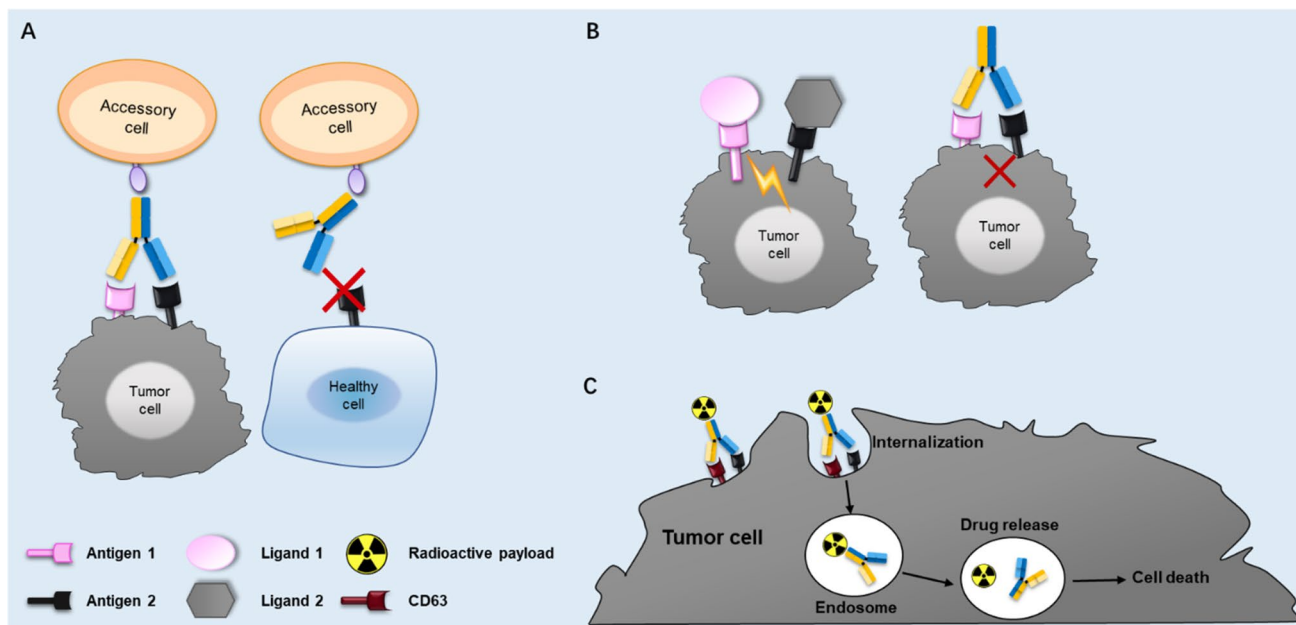 A
Accessory
cell
Accessory
cell
Tumor
cell
Healthy
cell
B
Tumor
cell
Tumor
cell
C
Internalization
Tumor cell
Drug release
Cell death
Endosome
Antigen 1
Ligand 1
Radioactive payload
Antigen 2
Ligand 2
CD63